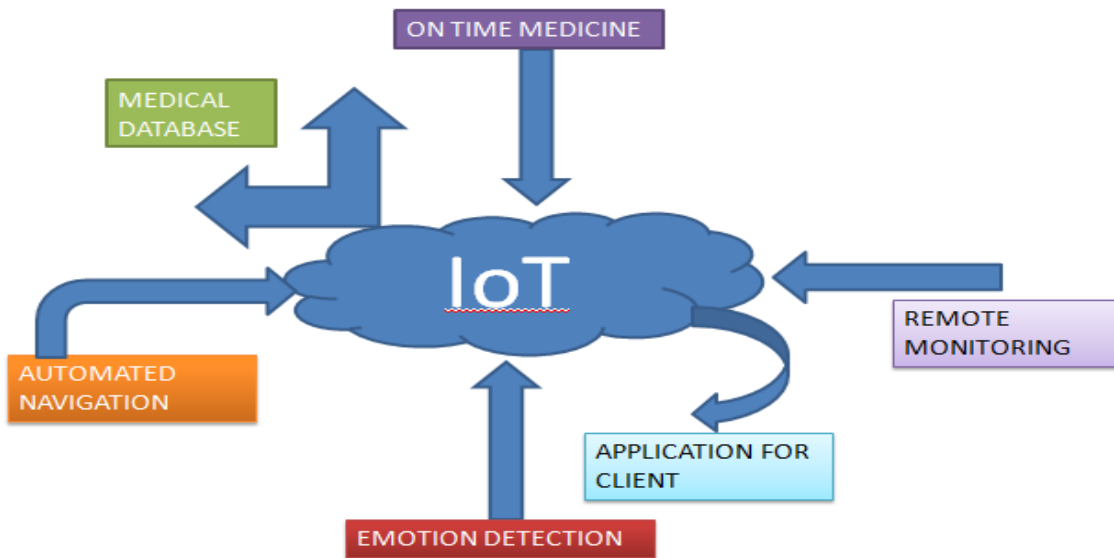 ON TIME MEDICINE
MEDICAL
DATABASE
IoT
REMOTE
MONITORING
AUTOMATED
NAVIGATION
APPLICATION FOR
CLIENT
EMOTION DETECTION